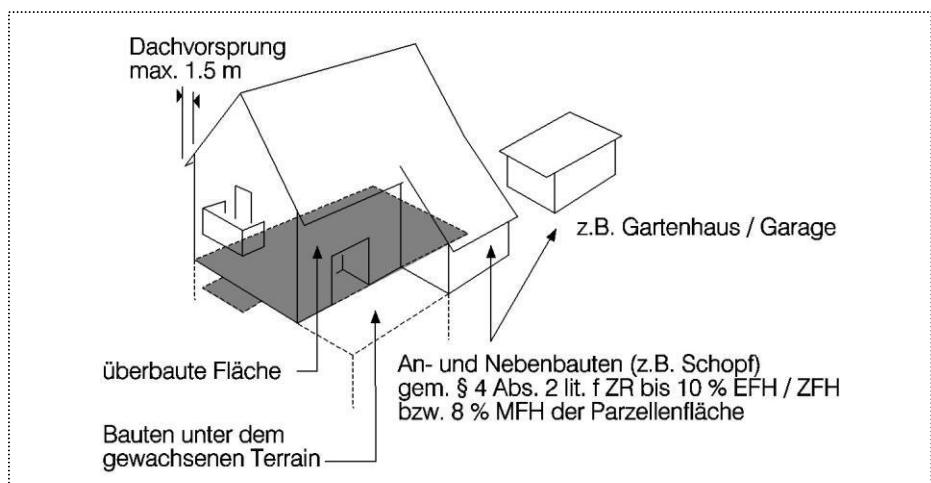 Dachvorsprung
max. 1.5 m
z.B. Gartenhaus / Garage
überbaute Fläche
An- und Nebenbauten (z.B. Schopf)
gem. § 4 Abs. 2 lit. f ZR bis 10 % EFH / ZFH
bzw. 8 % MFH der Parzellenfläche
Bauten unter dem
gewachsenen Terrain